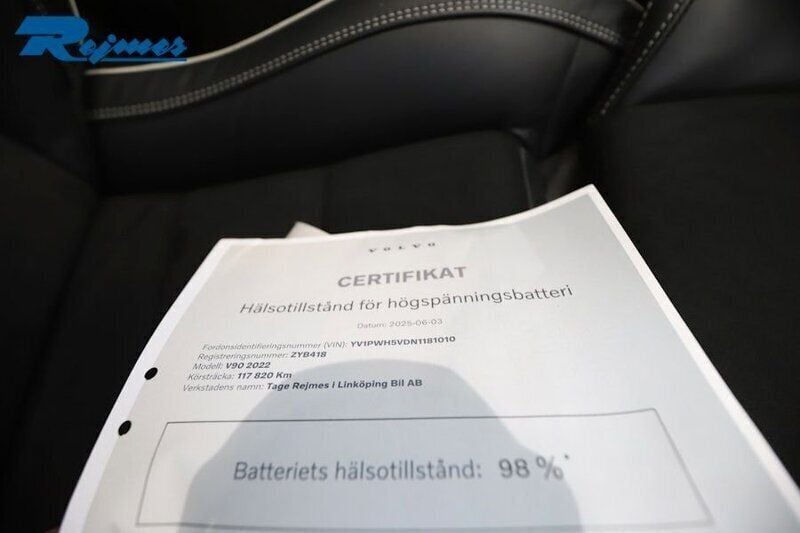 Rejmes
VOLVO
CERTIFIKAT
Hälsotillstånd för högspänningsbatteri
Datum: 2025-06-03
Fordonsidentifieringsnummer (VIN): YV1PWH5VDN1181010
Registreringsnummer: ZYB418
Modell: V90 2022
Körsträcka: 117 820 Km
Verkstadens namn: Tage Rejmes i Linköping Bil AB
Batteriets hälsotillstånd: 98 %*